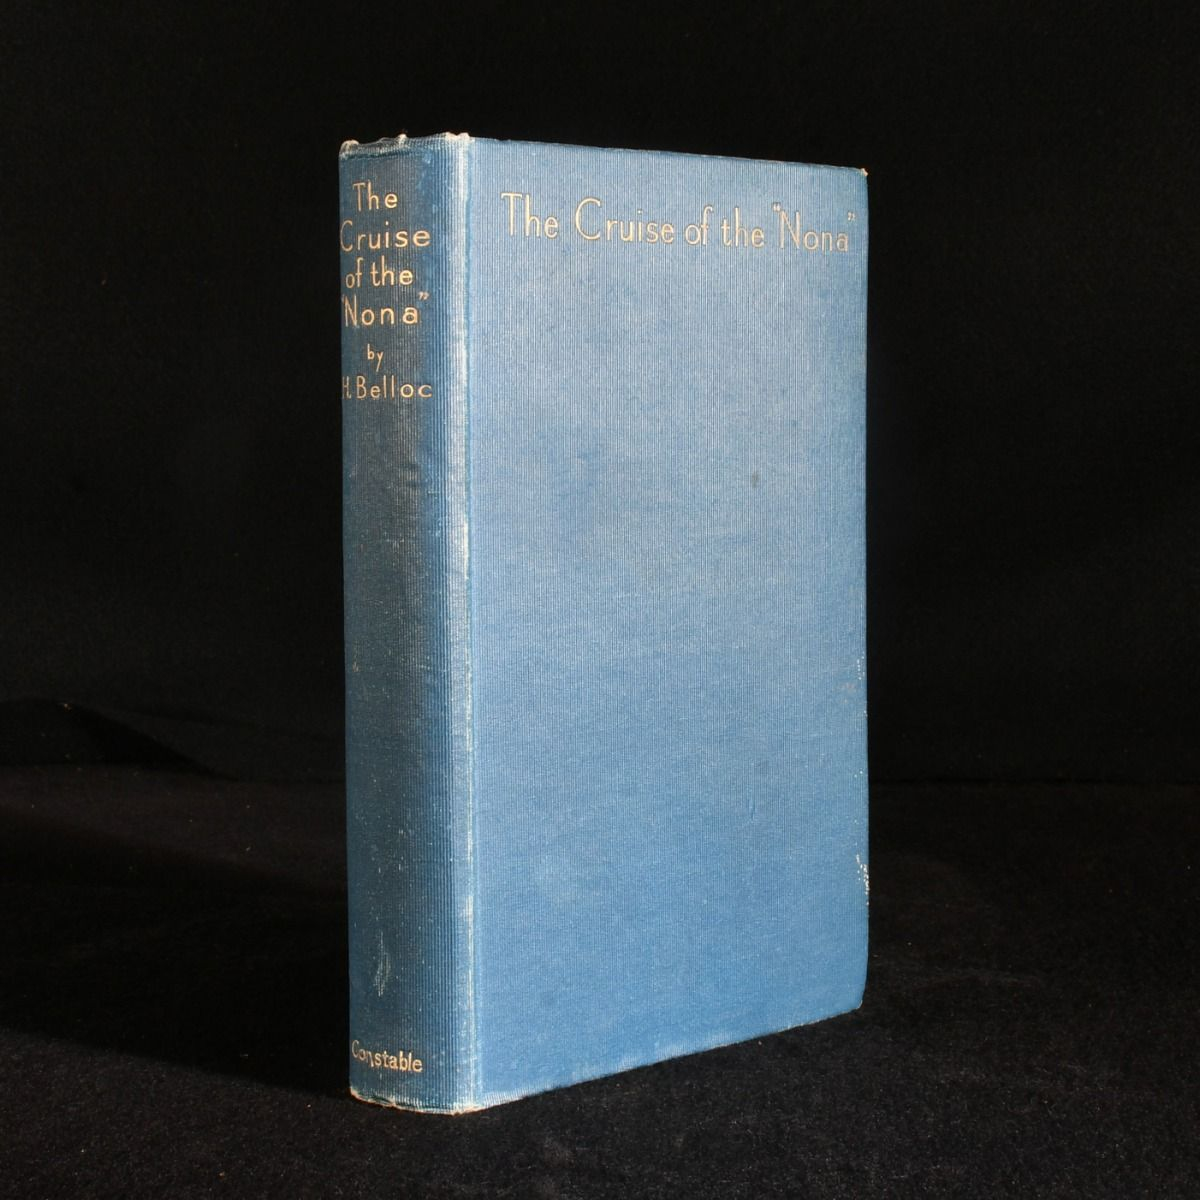 The
Cruise
of the
"Nona"
by
H. Belloc
Constable
The Cruise of the "Nona"